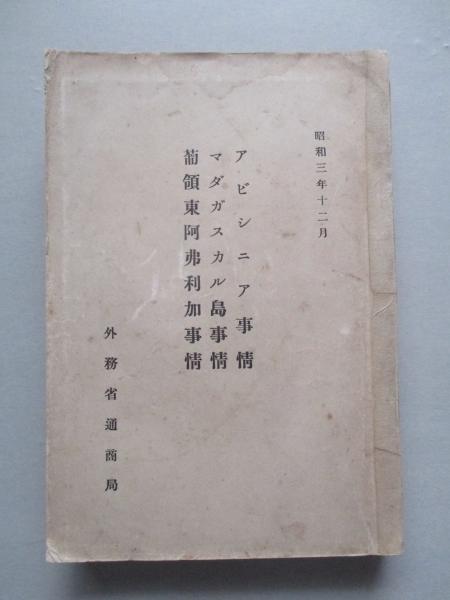 昭和三年十二月
アビシニア事情
マダガスカル島事情
葡領東阿弗利加事情
外務省通商局